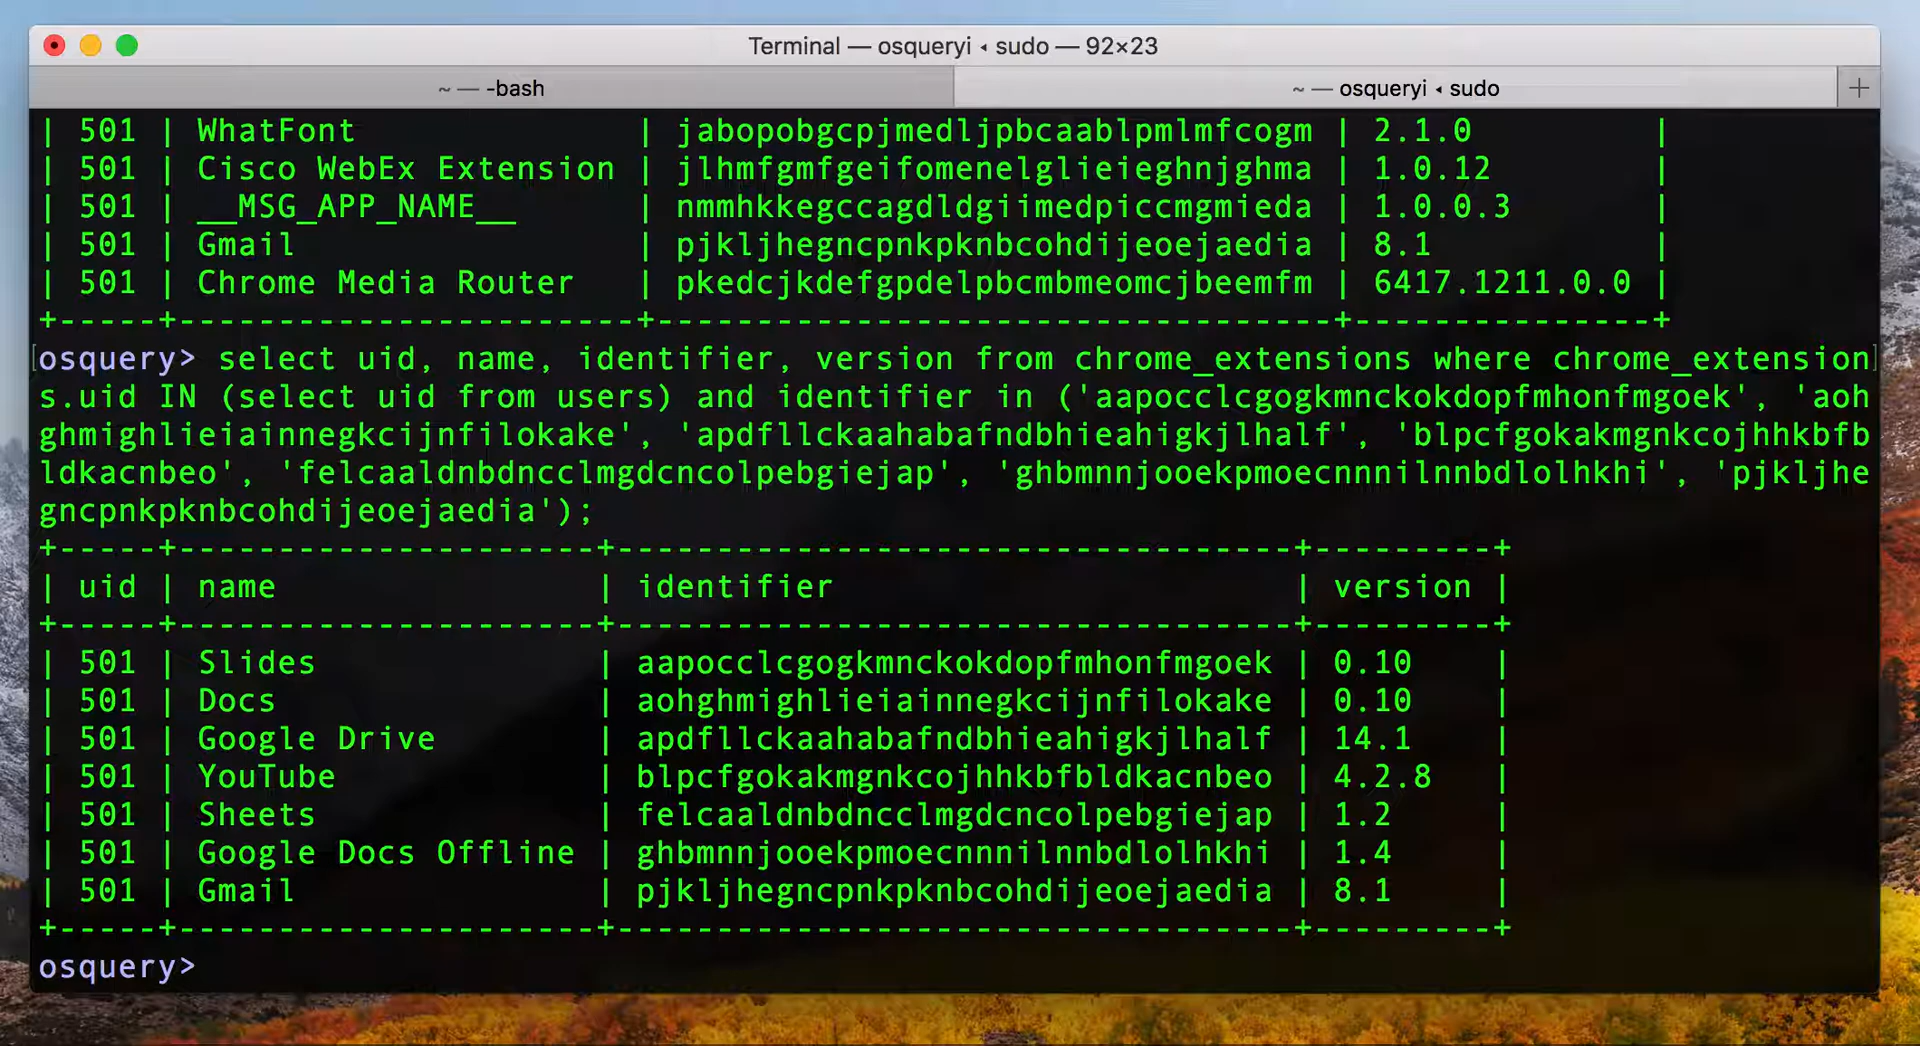 Terminal — osqueryi ◂ sudo — 92×23
~ — -bash
~ — osqueryi ◂ sudo
| 501 | WhatFont              | jabopobgcpjmedljpbcaablpmlmfcogm | 2.1.0         |
| 501 | Cisco WebEx Extension | jlhmfgmfgeifomenelglieieghnjghma | 1.0.12        |
| 501 | __MSG_APP_NAME__      | nmmhkkegccagdldgiimedpiccmgmieda | 1.0.0.3       |
| 501 | Gmail                 | pjkljhegncpnkpknbcohdijeoejaedia | 8.1           |
| 501 | Chrome Media Router   | pkedcjkdefgpdelpbcmbmeomcjbeemfm | 6417.1211.0.0 |
+-----+-----------------------+----------------------------------+---------------+
[osquery> select uid, name, identifier, version from chrome_extensions where chrome_extension]
s.uid IN (select uid from users) and identifier in ('aapocclcgogkmnckokdopfmhonfmgoek', 'aoh
ghmighlieiainnegkcijnfilokake', 'apdfllckaahabafndbhieahigkjlhalf', 'blpcfgokakmgnkcojhhkbfb
ldkacnbeo', 'felcaaldnbdncclmgdcncolpebgiejap', 'ghbmnnjooekpmoecnnnilnnbdlolhkhi', 'pjkljhe
gncpnkpknbcohdijeoejaedia');
+-----+---------------------+----------------------------------+---------+
| uid | name                | identifier                       | version |
+-----+---------------------+----------------------------------+---------+
| 501 | Slides              | aapocclcgogkmnckokdopfmhonfmgoek | 0.10    |
| 501 | Docs                | aohghmighlieiainnegkcijnfilokake | 0.10    |
| 501 | Google Drive        | apdfllckaahabafndbhieahigkjlhalf | 14.1    |
| 501 | YouTube             | blpcfgokakmgnkcojhhkbfbldkacnbeo | 4.2.8   |
| 501 | Sheets              | felcaaldnbdncclmgdcncolpebgiejap | 1.2     |
| 501 | Google Docs Offline | ghbmnnjooekpmoecnnnilnnbdlolhkhi | 1.4     |
| 501 | Gmail               | pjkljhegncpnkpknbcohdijeoejaedia | 8.1     |
+-----+---------------------+----------------------------------+---------+
osquery>